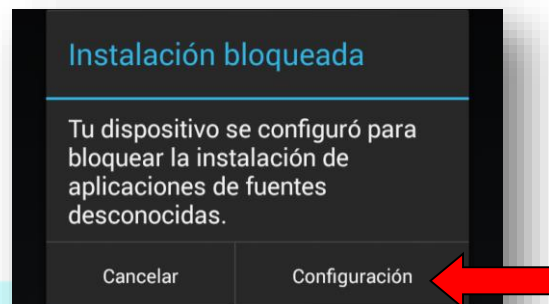 Instalación bloqueada
Tu dispositivo se configuró para
bloquear la instalación de
aplicaciones de fuentes
desconocidas.
Cancelar Configuración